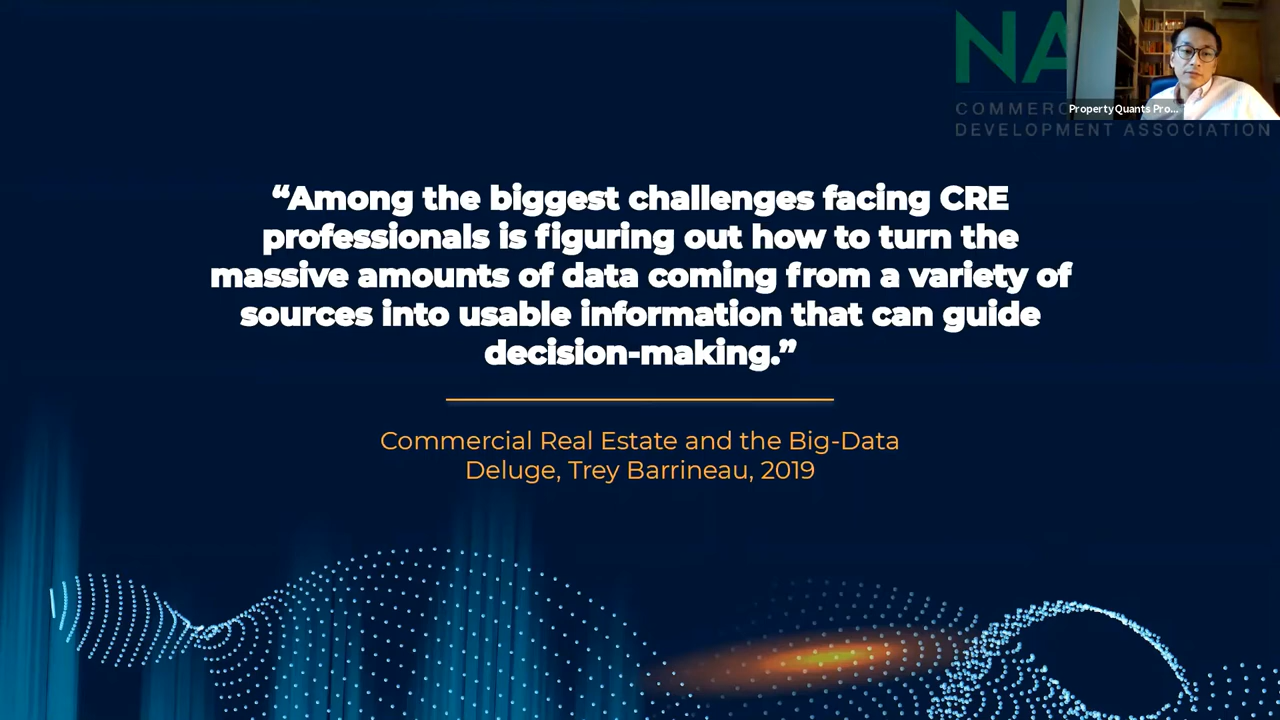 NA
COMMERC
PropertyQuants Pro...
DEVELOPMENT ASSOCIATION
“Among the biggest challenges facing CRE
professionals is figuring out how to turn the
massive amounts of data coming from a variety of
sources into usable information that can guide
decision-making.”
Commercial Real Estate and the Big-Data
Deluge, Trey Barrineau, 2019